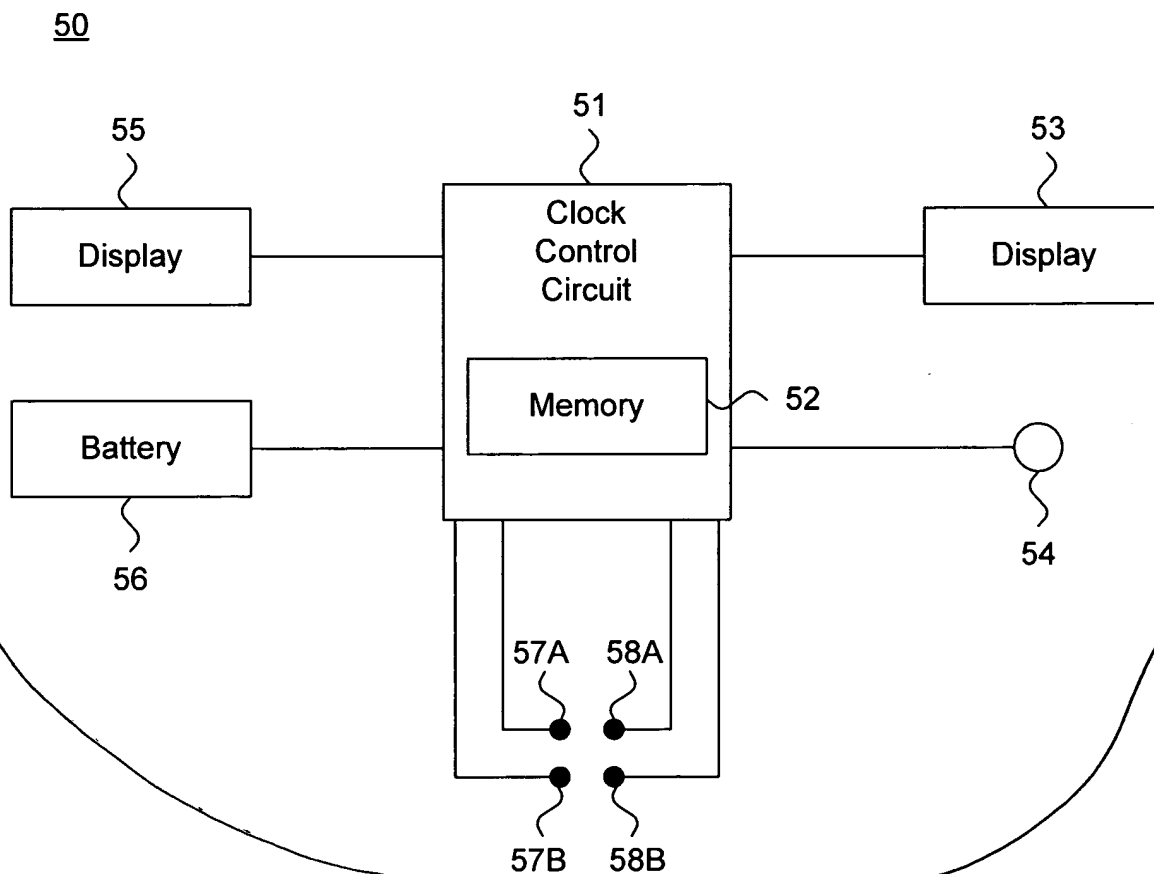 50
51
55
53
Clock
Control
Circuit
Display
Display
Memory
52
Battery
56
54
57A
58A
57B
58B